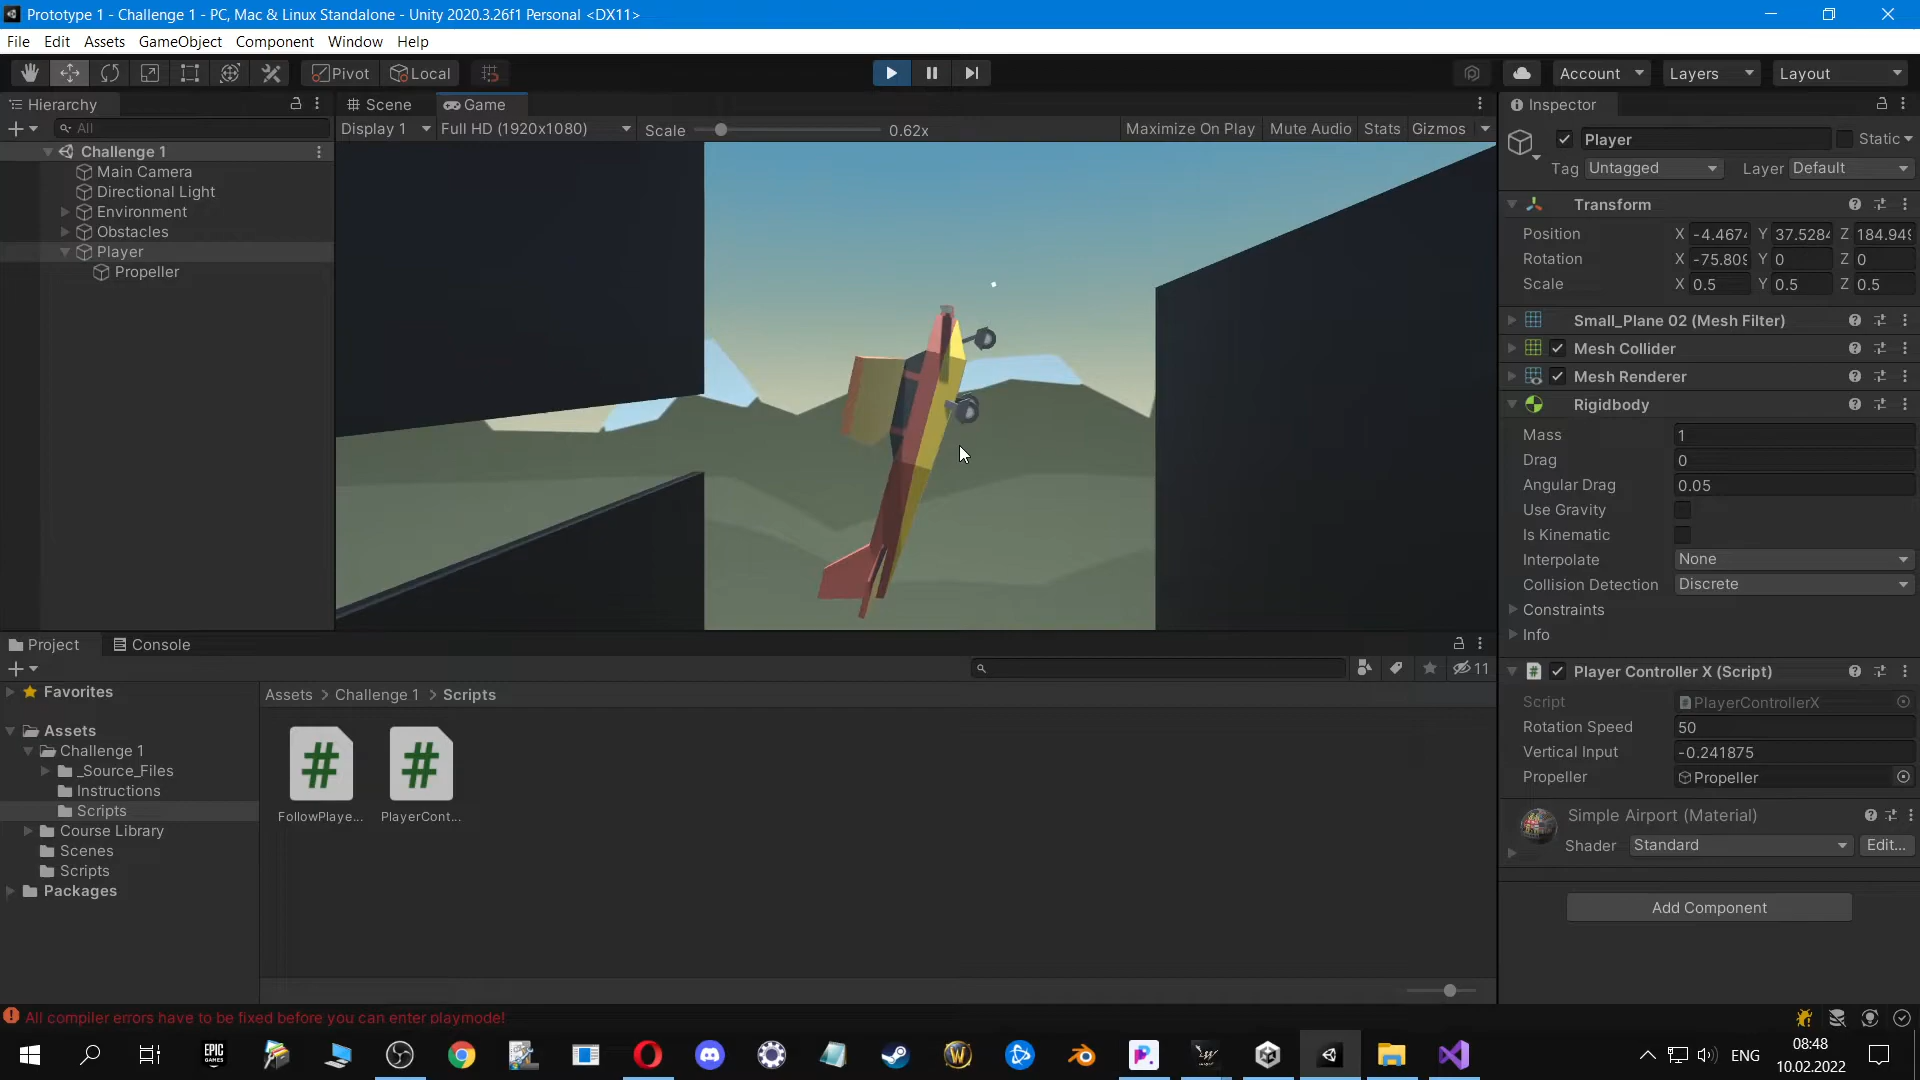 Prototype 1 - Challenge 1 - PC, Mac & Linux Standalone - Unity 2020.3.26f1 Personal <DX11>
File Edit Assets GameObject Component Window Help
Pivot Local Account Layers Layout
Hierarchy
All
Challenge 1
Main Camera
Directional Light
Environment
Obstacles
Player
Propeller
Scene Game
Display 1 Full HD (1920x1080) Scale 0.62x Maximize On Play Mute Audio Stats Gizmos
Inspector
Player Static
Tag Untagged Layer Default
Transform
Position X -4.4674 Y 37.5284 Z 184.949
Rotation X -75.809 Y 0 Z 0
Scale X 0.5 Y 0.5 Z 0.5
Small_Plane 02 (Mesh Filter)
Mesh Collider
Mesh Renderer
Rigidbody
Mass 1
Drag 0
Angular Drag 0.05
Use Gravity
Is Kinematic
Interpolate None
Collision Detection Discrete
Constraints
Info
Player Controller X (Script)
Script PlayerControllerX
Rotation Speed 50
Vertical Input -0.241875
Propeller Propeller
Simple Airport (Material)
Shader Standard Edit...
Add Component
Project Console
11
Favorites
Assets
Challenge 1
_Source_Files
Instructions
Scripts
Course Library
Scenes
Scripts
Packages
Assets > Challenge 1 > Scripts
FollowPlaye... PlayerCont...
All compiler errors have to be fixed before you can enter playmode!
EPIC GAMES
ENG
08:48
10.02.2022